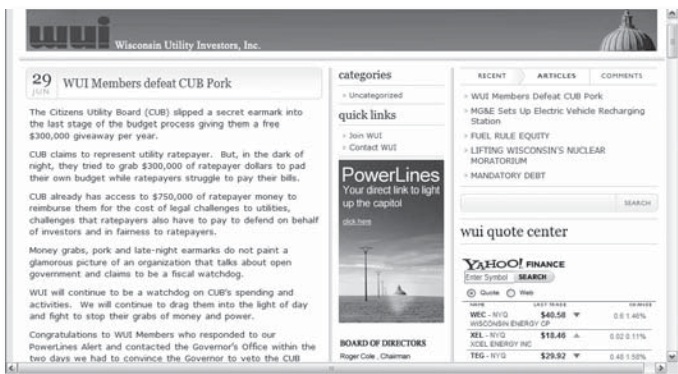 wui Wisconsin Utility Investors, Inc.
29
JUN
WUI Members defeat CUB Pork
The Citizens Utility Board (CUB) slipped a secret earmark into
the last stage of the budget process giving them a free
$300,000 giveaway per year.
CUB claims to represent utility ratepayer. But, in the dark of
night, they tried to grab $300,000 of ratepayer dollars to pad
their own budget while ratepayers struggle to pay their bills.
CUB already has access to $750,000 of ratepayer money to
reimburse them for the cost of legal challenges to utilities,
challenges that ratepayers also have to pay to defend on behalf
of investors and in fairness to ratepayers.
Money grabs, pork and late-night earmarks do not paint a
glamorous picture of an organization that talks about open
government and claims to be a fiscal watchdog.
WUI will continue to be a watchdog on CUB's spending and
activities. We will continue to drag them into the light of day
and fight to stop their grabs of money and power.
Congratulations to WUI Members who responded to our
PowerLines Alert and contacted the Governor's Office within the
two days we had to convince the Governor to veto the CUB
categories
» Uncategorized
quick links
» Join WUI
» Contact WUI
PowerLines
Your direct link to light
up the capitol
click here
BOARD OF DIRECTORS
Roger Cole , Chairman
RECENT ARTICLES COMMENTS
» WUI Members Defeat CUB Pork
» MG&E Sets Up Electric Vehicle Recharging
Station
» FUEL RULE EQUITY
» LIFTING WISCONSIN'S NUCLEAR
MORATORIUM
» MANDATORY DEBT
SEARCH
wui quote center
YAHOO! FINANCE
Enter Symbol SEARCH
Quote Web
NAME LAST TRADE CHANGE
WEC - NYQ $40.58 ▼ 0.6 1.46%
WISCONSIN ENERGY CP
XEL - NYQ $18.46 ▲ 0.02 0.11%
XCEL ENERGY INC
TEG - NYQ $29.92 ▼